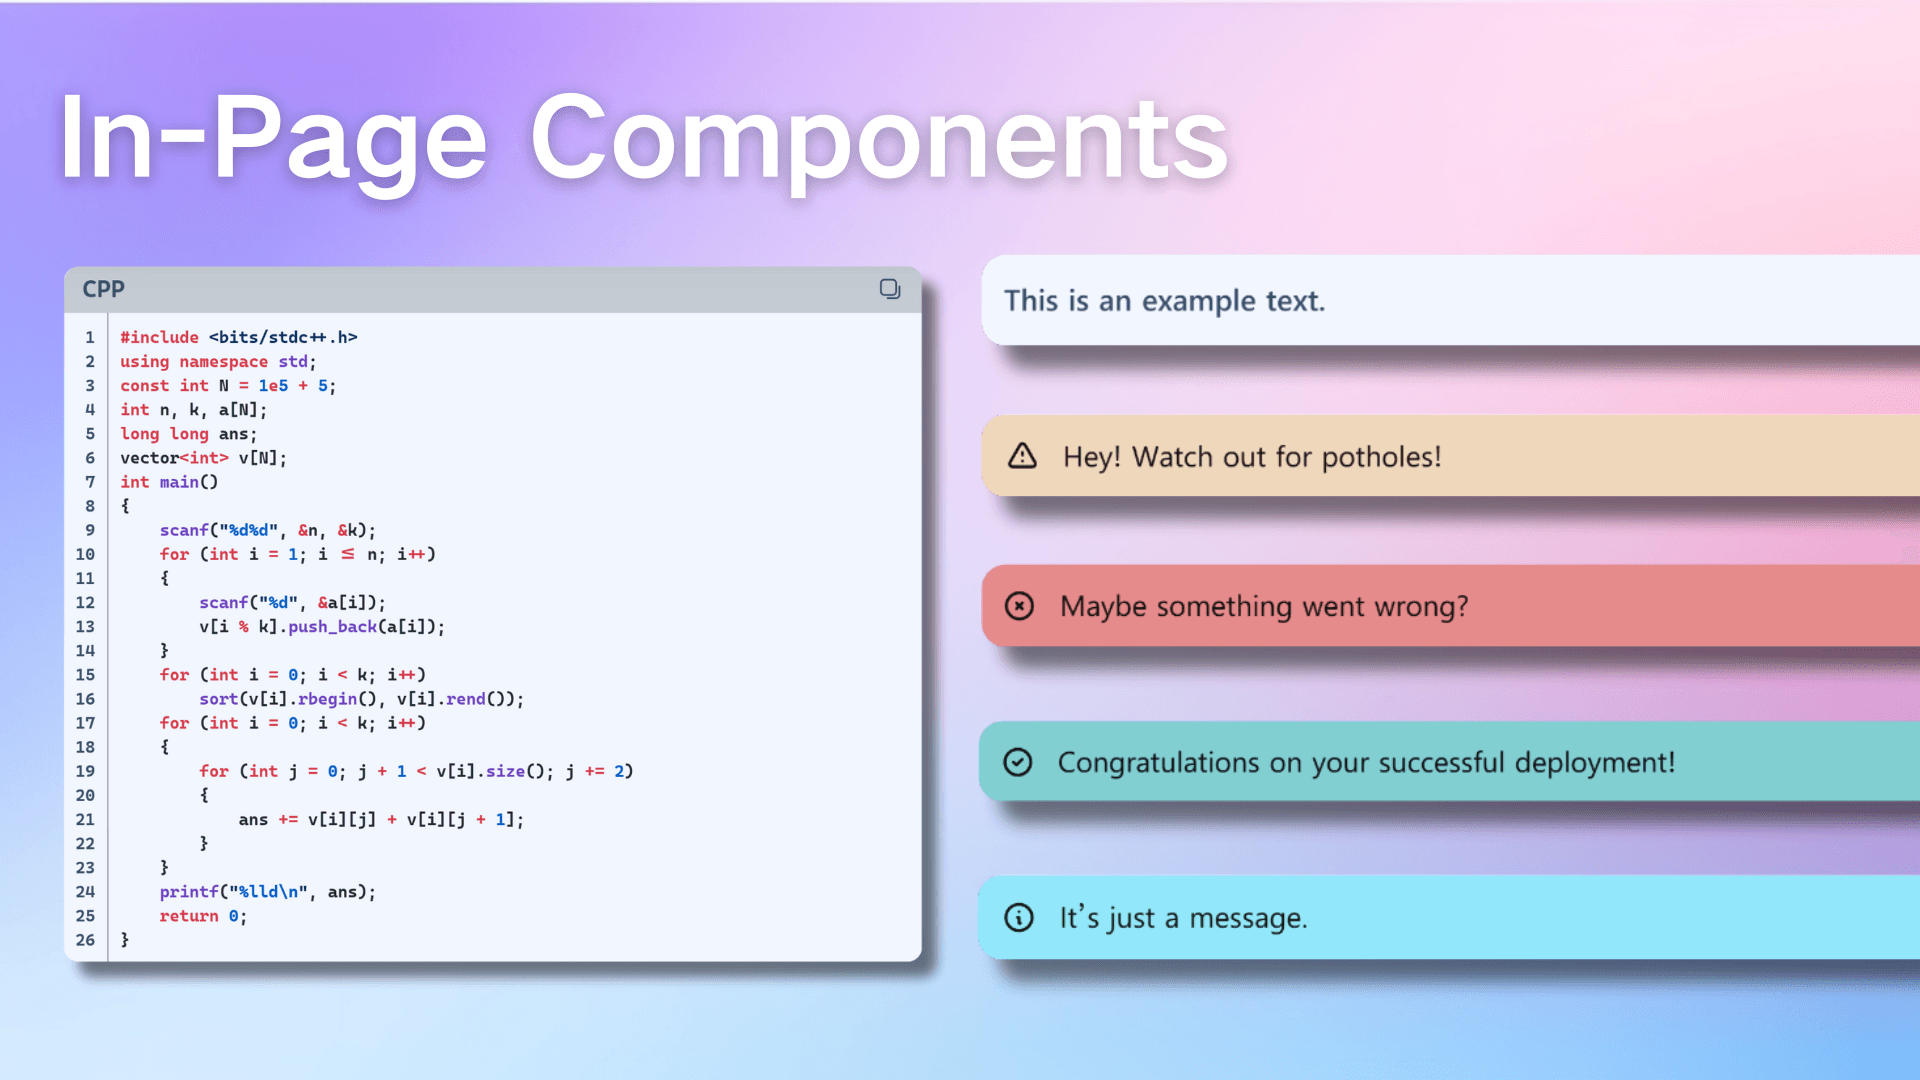 In-Page Components
CPP
1 #include <bits/stdc++.h>
2 using namespace std;
3 const int N = 1e5 + 5;
4 int n, k, a[N];
5 long long ans;
6 vector<int> v[N];
7 int main()
8 {
9     scanf("%d%d", &n, &k);
10     for (int i = 1; i ≤ n; i++)
11     {
12         scanf("%d", &a[i]);
13         v[i % k].push_back(a[i]);
14     }
15     for (int i = 0; i < k; i++)
16         sort(v[i].rbegin(), v[i].rend());
17     for (int i = 0; i < k; i++)
18     {
19         for (int j = 0; j + 1 < v[i].size(); j += 2)
20         {
21             ans += v[i][j] + v[i][j + 1];
22         }
23     }
24     printf("%lld\n", ans);
25     return 0;
26 }
This is an example text.
Hey! Watch out for potholes!
Maybe something went wrong?
Congratulations on your successful deployment!
It's just a message.